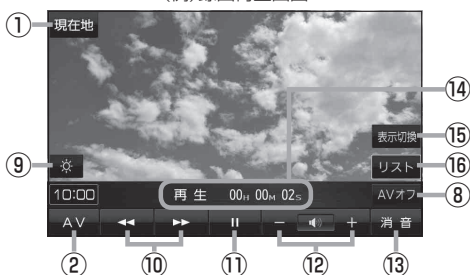 ①
現在地
⑭
⑮
表示切換
⑯
リスト
⑨
10:00
再生 00H 00M 02S
AVオフ
⑧
AV
◀◀
▶▶
II
－
＋
消音
②
⑩
⑪
⑫
⑬